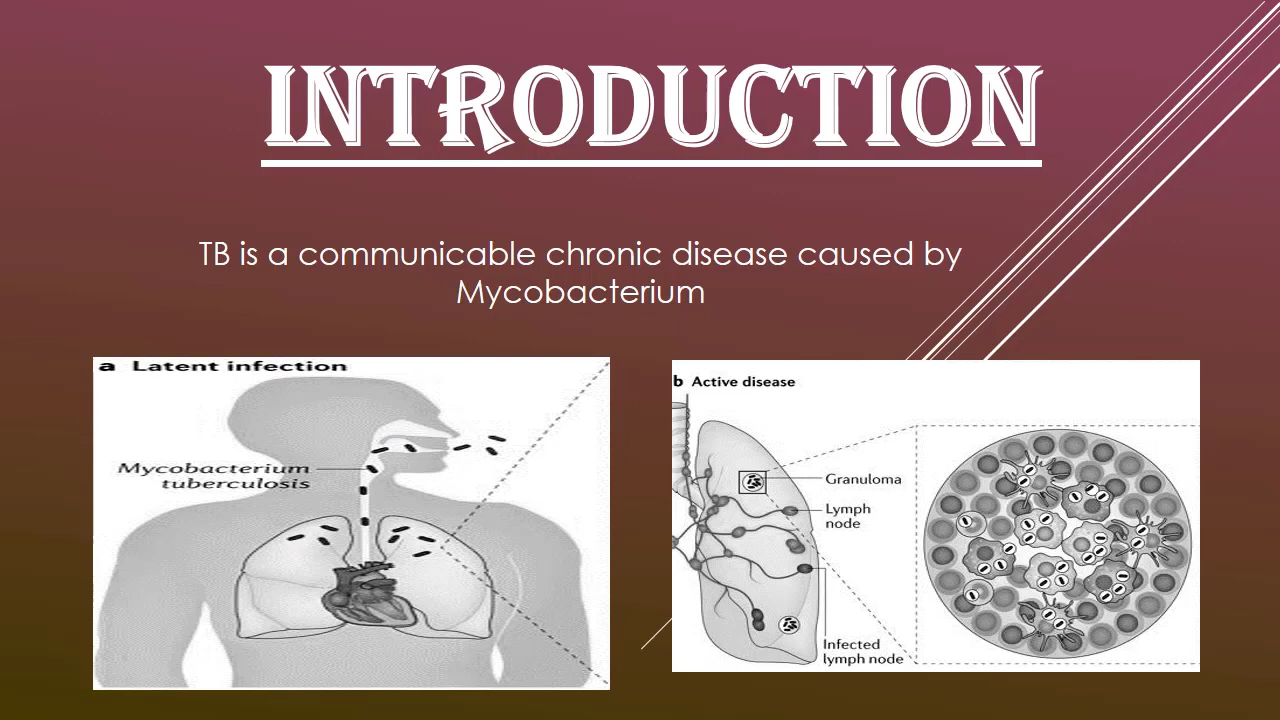 INTRODUCTION
TB is a communicable chronic disease caused by
Mycobacterium
a Latent infection
Mycobacterium
tuberculosis
b Active disease
Granuloma
Lymph
node
Infected
lymph node